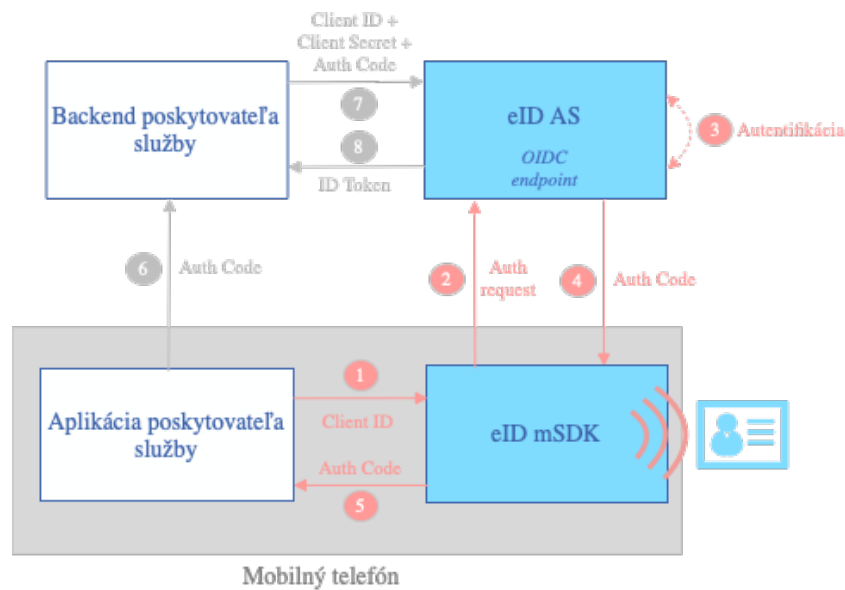 Client ID +
Client Secret +
Auth Code
7
Backend poskytovateľa
služby
eID AS
OIDC
endpoint
3 Autentifikácia
8
ID Token
6 Auth Code
2 Auth
request
4 Auth Code
1
Aplikácia poskytovateľa
služby
Client ID
eID mSDK
Auth Code
5
Mobilný telefón